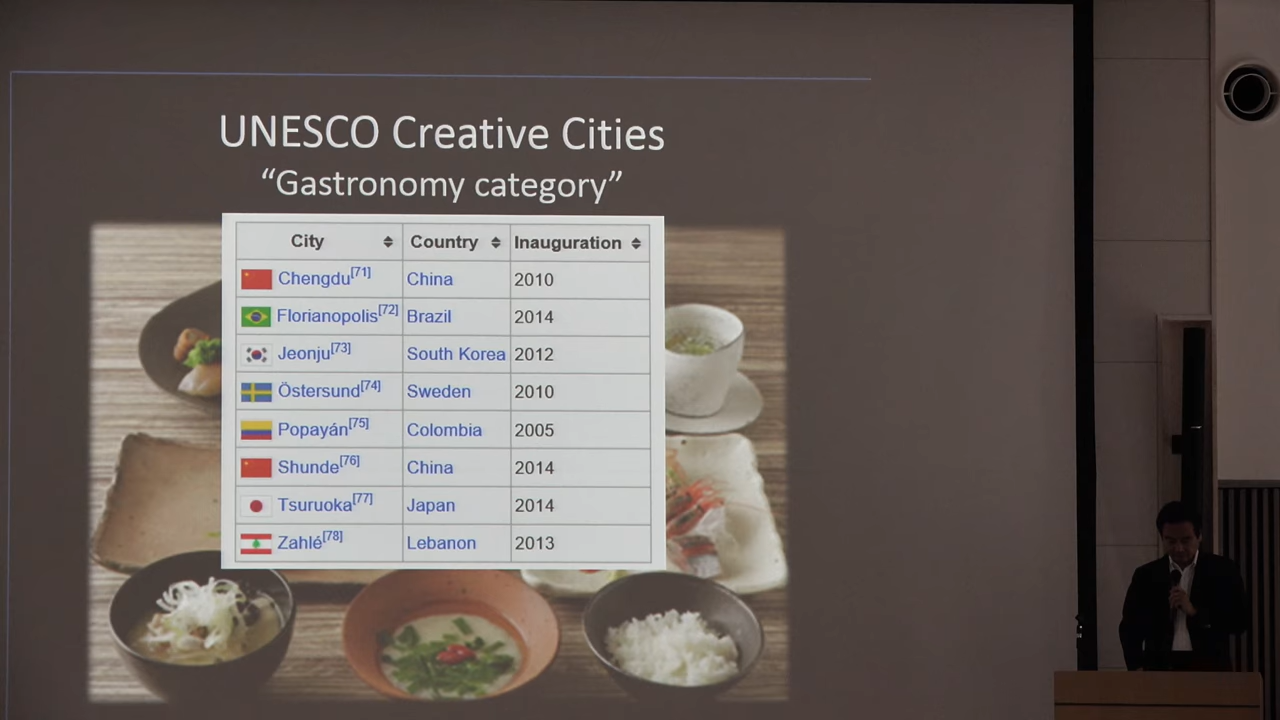 UNESCO Creative Cities
“Gastronomy category”
City Country Inauguration
Chengdu[71] China 2010
Florianopolis[72] Brazil 2014
Jeonju[73] South Korea 2012
Östersund[74] Sweden 2010
Popayán[75] Colombia 2005
Shunde[76] China 2014
Tsuruoka[77] Japan 2014
Zahlé[78] Lebanon 2013